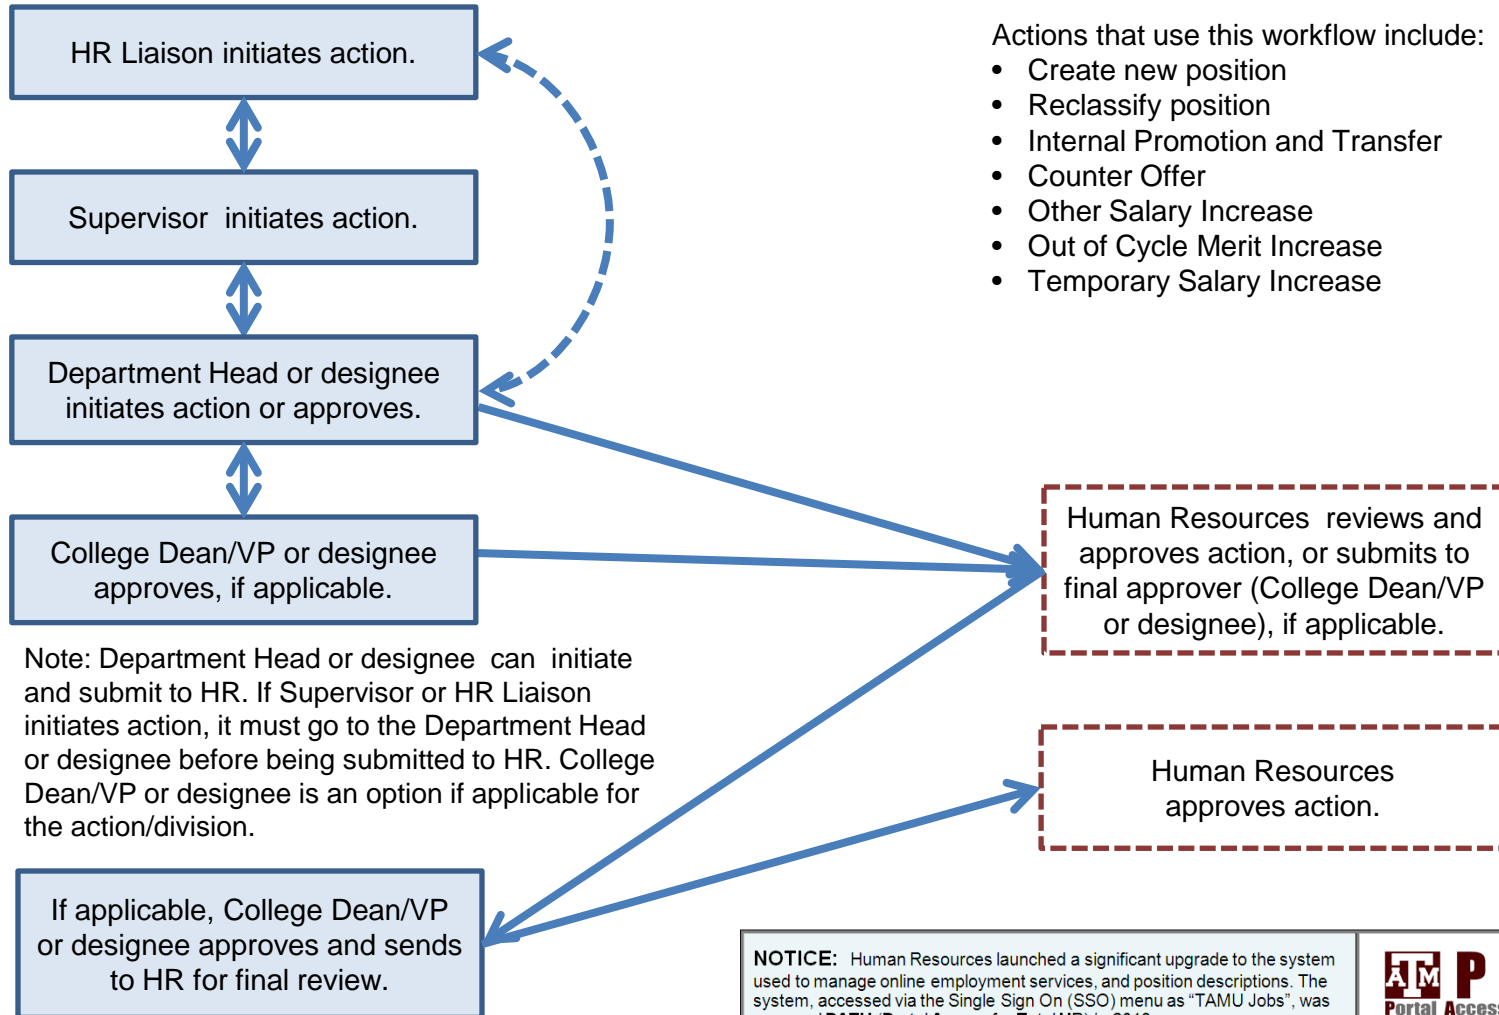 HR Liaison initiates action.
Supervisor initiates action.
Department Head or designee
initiates action or approves.
College Dean/VP or designee
approves, if applicable.
Note: Department Head or designee can initiate
and submit to HR. If Supervisor or HR Liaison
initiates action, it must go to the Department Head
or designee before being submitted to HR. College
Dean/VP or designee is an option if applicable for
the action/division.
If applicable, College Dean/VP
or designee approves and sends
to HR for final review.
Actions that use this workflow include:
• Create new position
• Reclassify position
• Internal Promotion and Transfer
• Counter Offer
• Other Salary Increase
• Out of Cycle Merit Increase
• Temporary Salary Increase
Human Resources reviews and
approves action, or submits to
final approver (College Dean/VP
or designee), if applicable.
Human Resources
approves action.
NOTICE: Human Resources launched a significant upgrade to the system
used to manage online employment services, and position descriptions. The
system, accessed via the Single Sign On (SSO) menu as "TAMU Jobs", was
ATM P
Portal Access